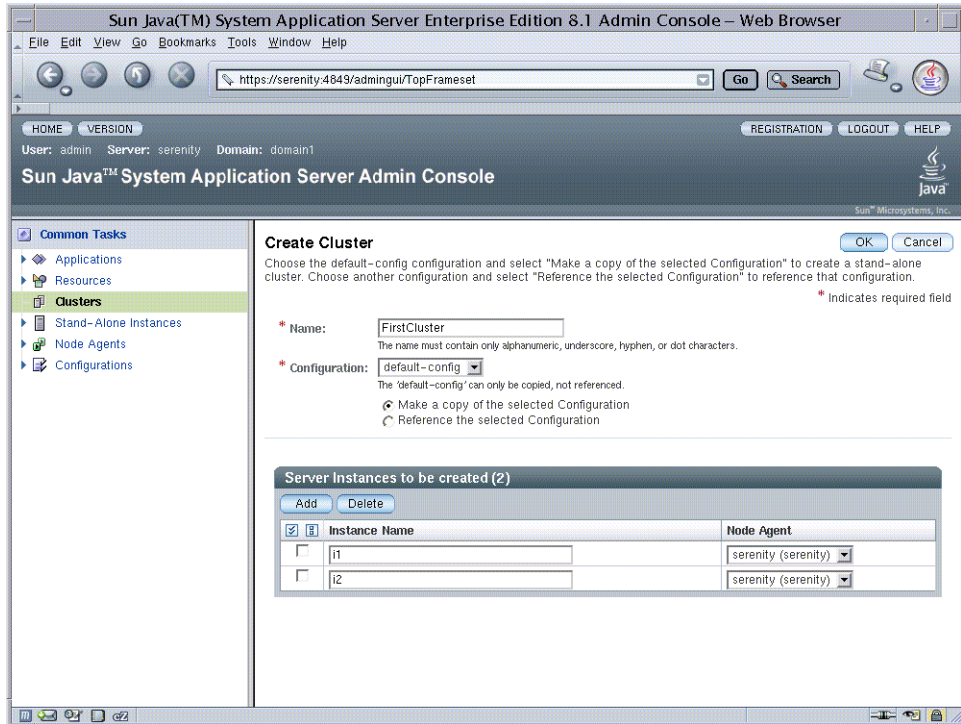 Sun Java(TM) System Application Server Enterprise Edition 8.1 Admin Console – Web Browser
File Edit View Go Bookmarks Tools Window Help
https://serenity:4849/admingui/TopFrameset Go Search
HOME VERSION REGISTRATION LOGOUT HELP
User: admin Server: serenity Domain: domain1
Sun Java™ System Application Server Admin Console
Java
Sun™ Microsystems, Inc.
Common Tasks
Applications
Resources
Clusters
Stand-Alone Instances
Node Agents
Configurations
Create Cluster OK Cancel
Choose the default-config configuration and select "Make a copy of the selected Configuration" to create a stand-alone
cluster. Choose another configuration and select "Reference the selected Configuration" to reference that configuration.
* Indicates required field
* Name: FirstCluster
The name must contain only alphanumeric, underscore, hyphen, or dot characters.
* Configuration: default-config
The 'default-config' can only be copied, not referenced.
Make a copy of the selected Configuration
Reference the selected Configuration
Server Instances to be created (2)
Add Delete
Instance Name Node Agent
i1 serenity (serenity)
i2 serenity (serenity)